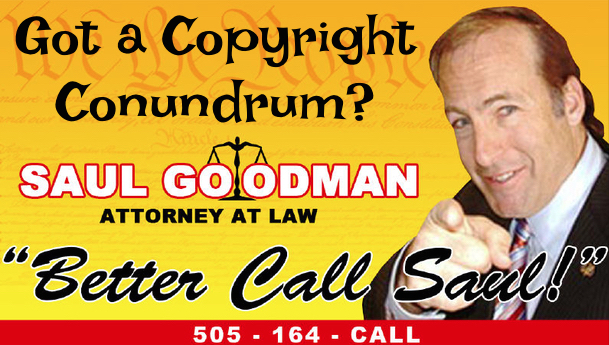 Got a Copyright
Conundrum?
SAUL GOODMAN
ATTORNEY AT LAW
“Better Call Saul!”
505 - 164 - CALL